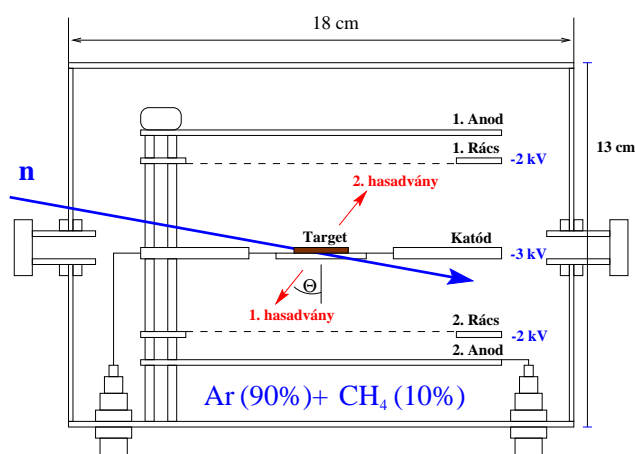 18 cm
1. Anod
1. Rács
-2 kV
13 cm
n
2. hasadvány
Target
Katód
-3 kV
Θ
1. hasadvány
2. Rács
-2 kV
2. Anod
Ar (90%)+ CH₄ (10%)